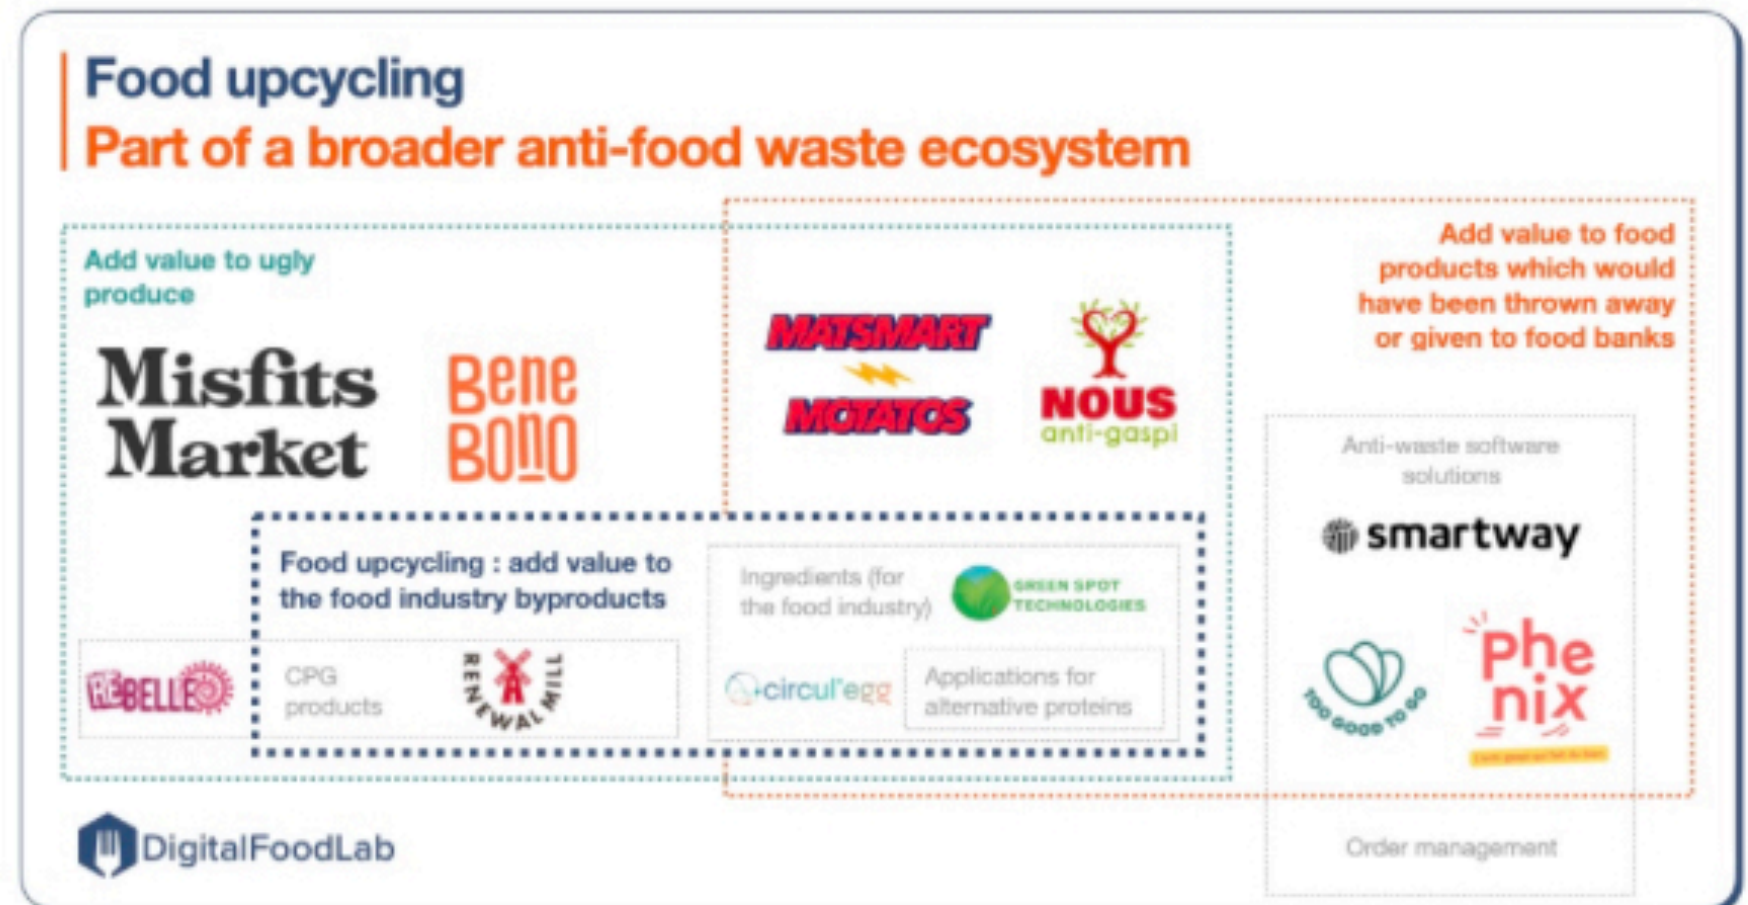 Food upcycling
Part of a broader anti-food waste ecosystem
Add value to ugly
produce
Misfits
Market
Bene
Bono
MATSMART
MOTATOS
NOUS
anti-gaspi
Add value to food
products which would
have been thrown away
or given to food banks
Anti-waste software
solutions
smartway
TOO GOOD TO GO
phe
nix
Order management
Food upcycling : add value to
the food industry byproducts
REBELLE
CPG
products
RENEWAL MILL
Ingredients (for
the food industry)
GREEN SPOT
TECHNOLOGIES
circul'egg
Applications for
alternative proteins
DigitalFoodLab